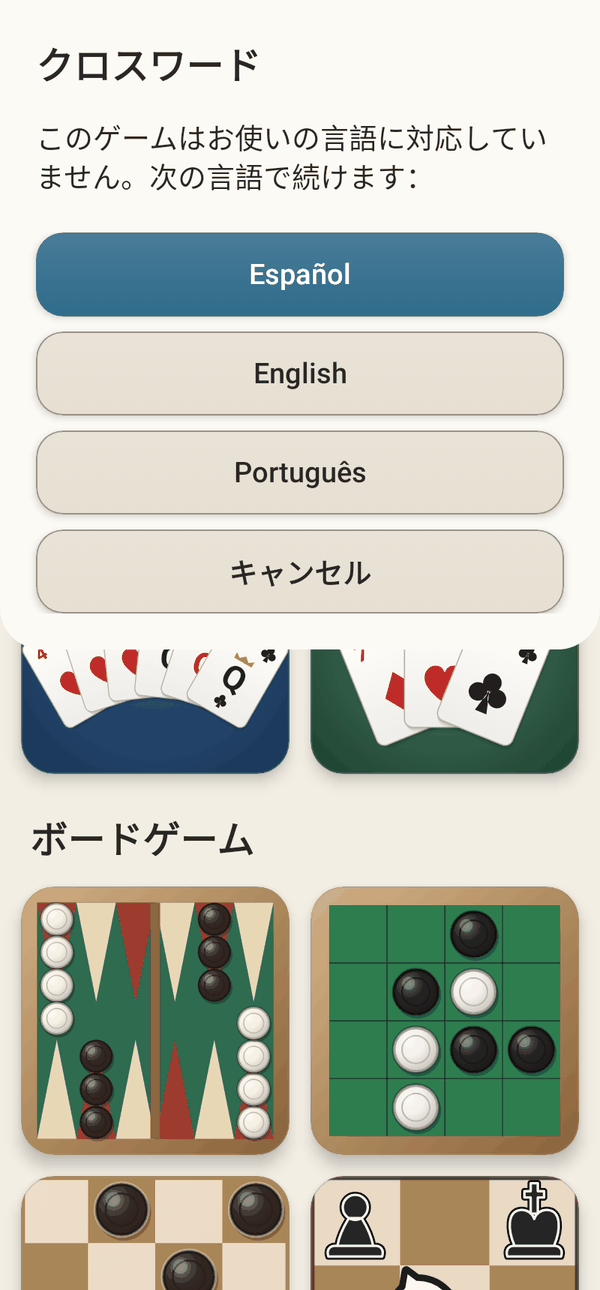 クロスワード
このゲームはお使いの言語に対応してい
ません。次の言語で続けます:
Español
English
Português
キャンセル
Q
ボードゲーム